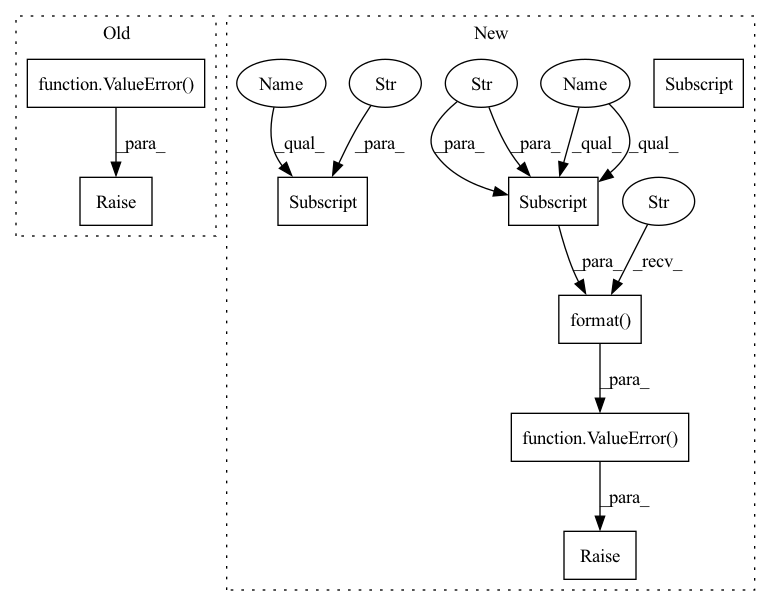 Old
New
function.ValueError()
Name
Str
Str
Name
Subscript
_para_
_qual_
_para_
_para_
_para_
_qual_
_qual_
Raise
Subscript
Subscript
Str
_para_
_recv_
format()
_para_
function.ValueError()
_para_
Raise